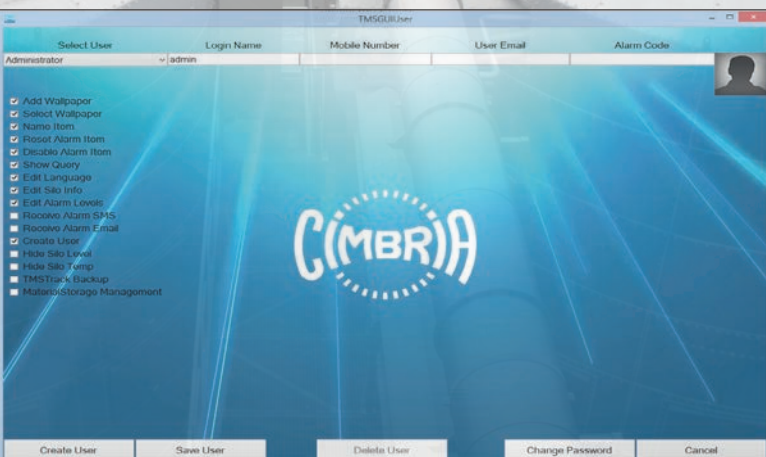 TMSGUIUser
Select User Login Name Mobile Number User Email Alarm Code
Administrator admin
Add Wallpaper
Select Wallpaper
Name Item
Reset Alarm Item
Disable Alarm Item
Show Query
Edit Language
Edit Silo Info
Edit Alarm Levels
Receive Alarm SMS
Receive Alarm Email
Create User
Hide Silo Level
Hide Silo Temp
TMSTrack Backup
MaterialStorage Management
CIMBRIA
Create User Save User Delete User Change Password Cancel